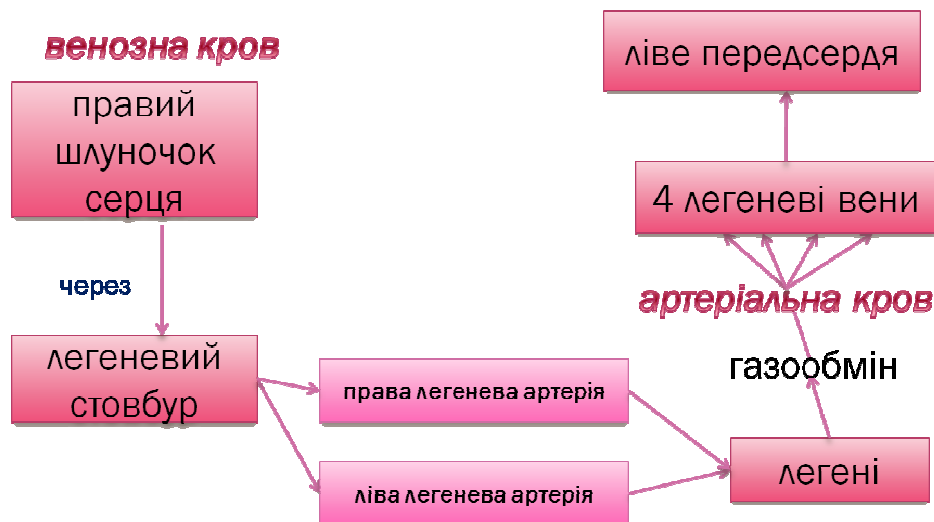 венозна кров
правий
шлуночок
серця
через
легеневий
стовбур
права легенева артерія
ліва легенева артерія
легені
газообмін
артеріальна кров
4 легеневі вени
ліве передсердя